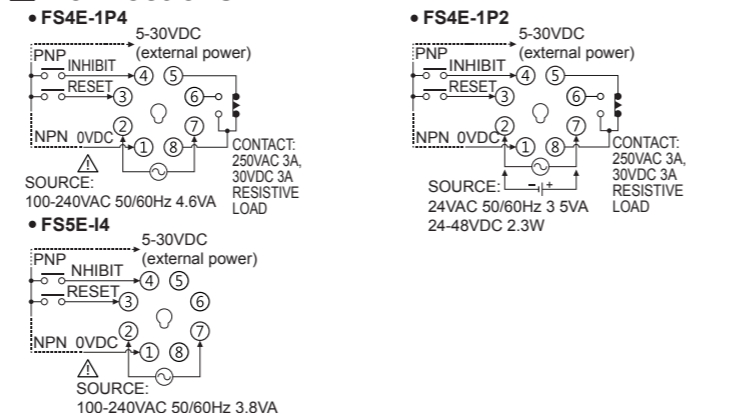 • FS4E-1P4
5-30VDC
(external power)
PNP
INHIBIT
RESET
4 5
3 6
2 7
1 8
NPN 0VDC
CONTACT:
250VAC 3A,
30VDC 3A
RESISTIVE
LOAD
SOURCE:
100-240VAC 50/60Hz 4.6VA
• FS4E-1P2
5-30VDC
(external power)
PNP
INHIBIT
RESET
4 5
3 6
2 7
1 8
NPN 0VDC
CONTACT:
250VAC 3A,
30VDC 3A
RESISTIVE
LOAD
SOURCE:
24VAC 50/60Hz 3 5VA
24-48VDC 2.3W
• FS5E-I4
5-30VDC
(external power)
PNP
NHIBIT
RESET
4 5
3 6
2 7
1 8
NPN 0VDC
SOURCE:
100-240VAC 50/60Hz 3.8VA